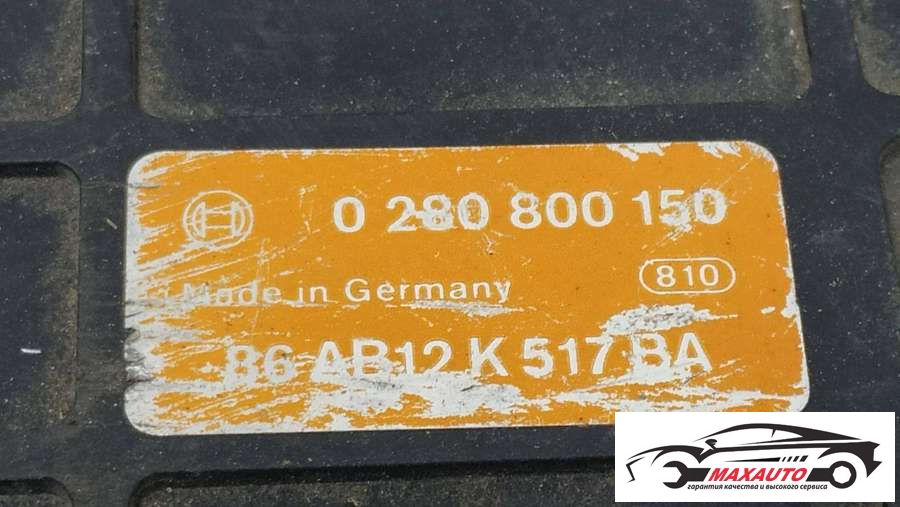 0 280 800 150
810
Made in Germany
86 AB12 K 517 BA
MAXAUTO
гарантия качества и высокого сервиса